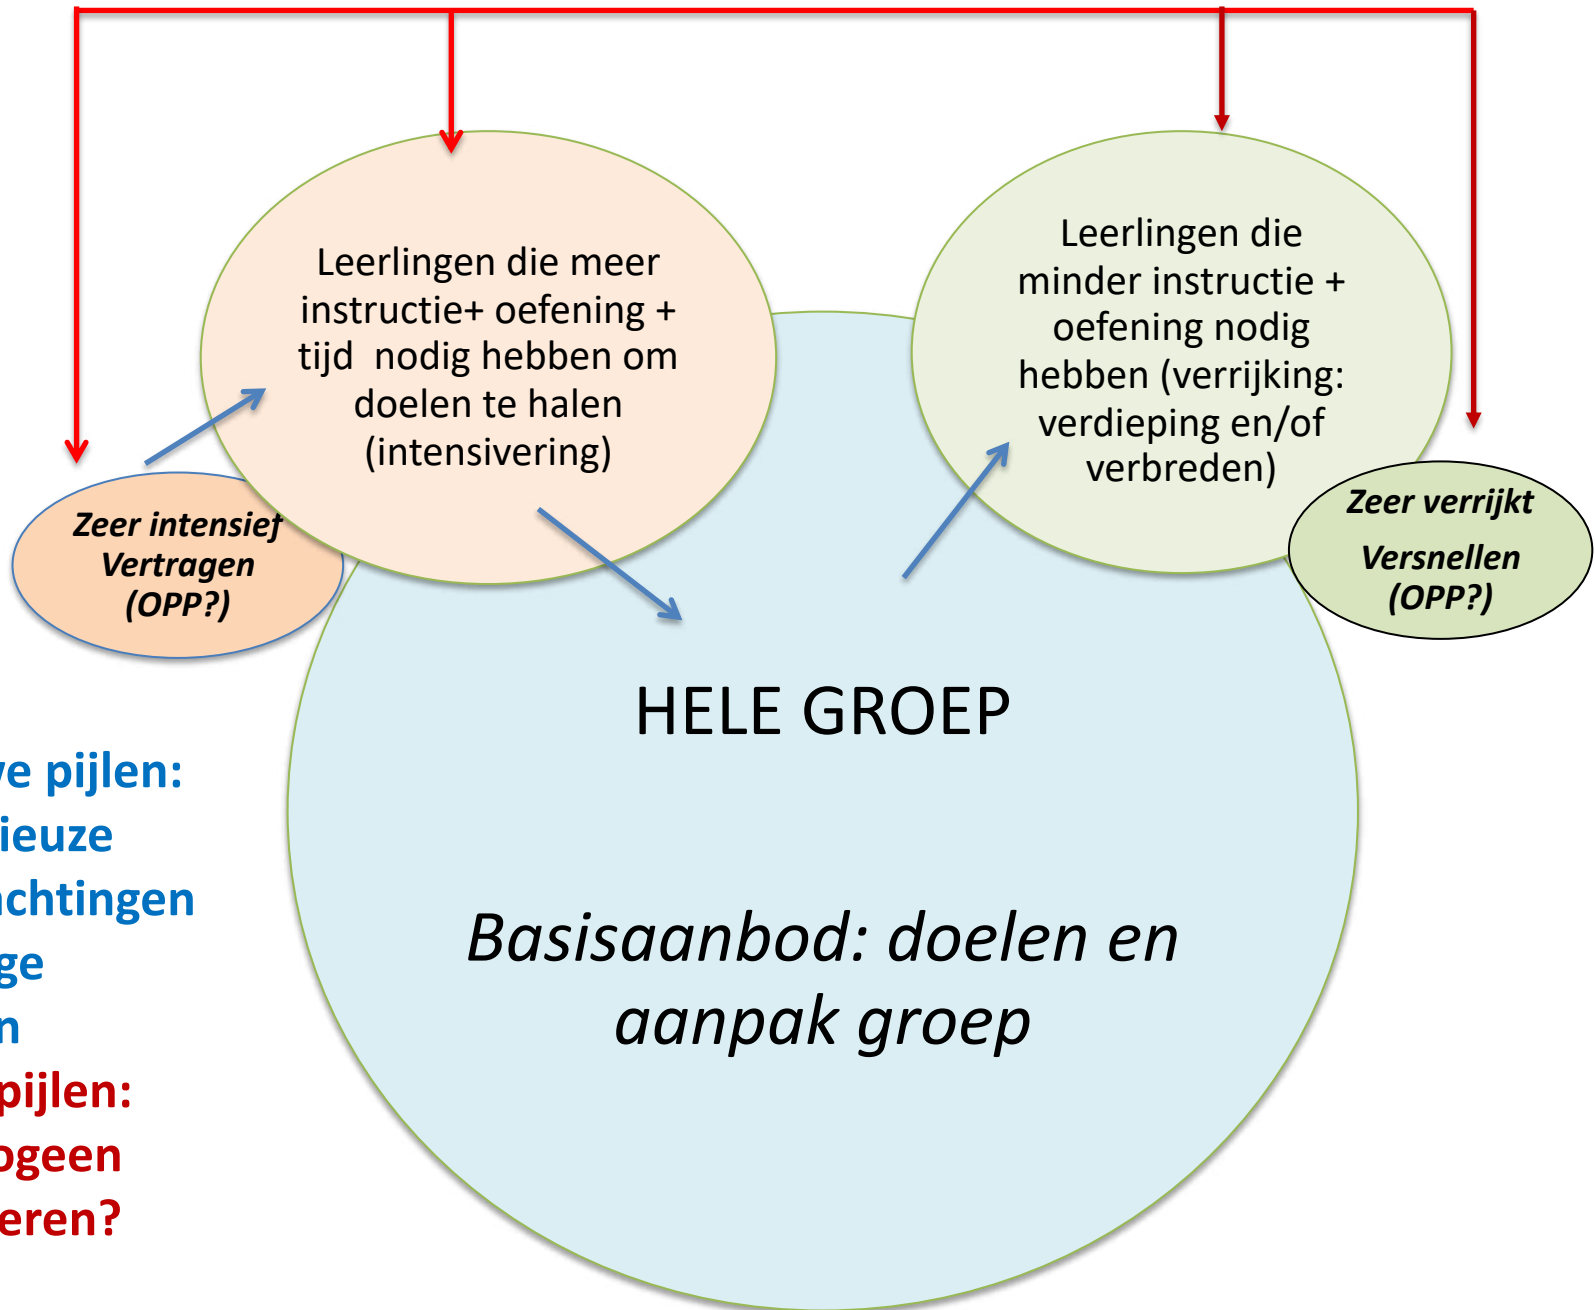 Leerlingen die meer
instructie+ oefening +
tijd nodig hebben om
doelen te halen
(intensivering)
Leerlingen die
minder instructie +
oefening nodig
hebben (verrijking:
verdieping en/of
verbreden)
Zeer intensief
Vertragen
(OPP?)
Zeer verrijkt
Versnellen
(OPP?)
HELE GROEP
Basisaanbod: doelen en
aanpak groep
we pijlen:
ieuze
achtingen
ge
n
pijlen:
ogeen
eren?